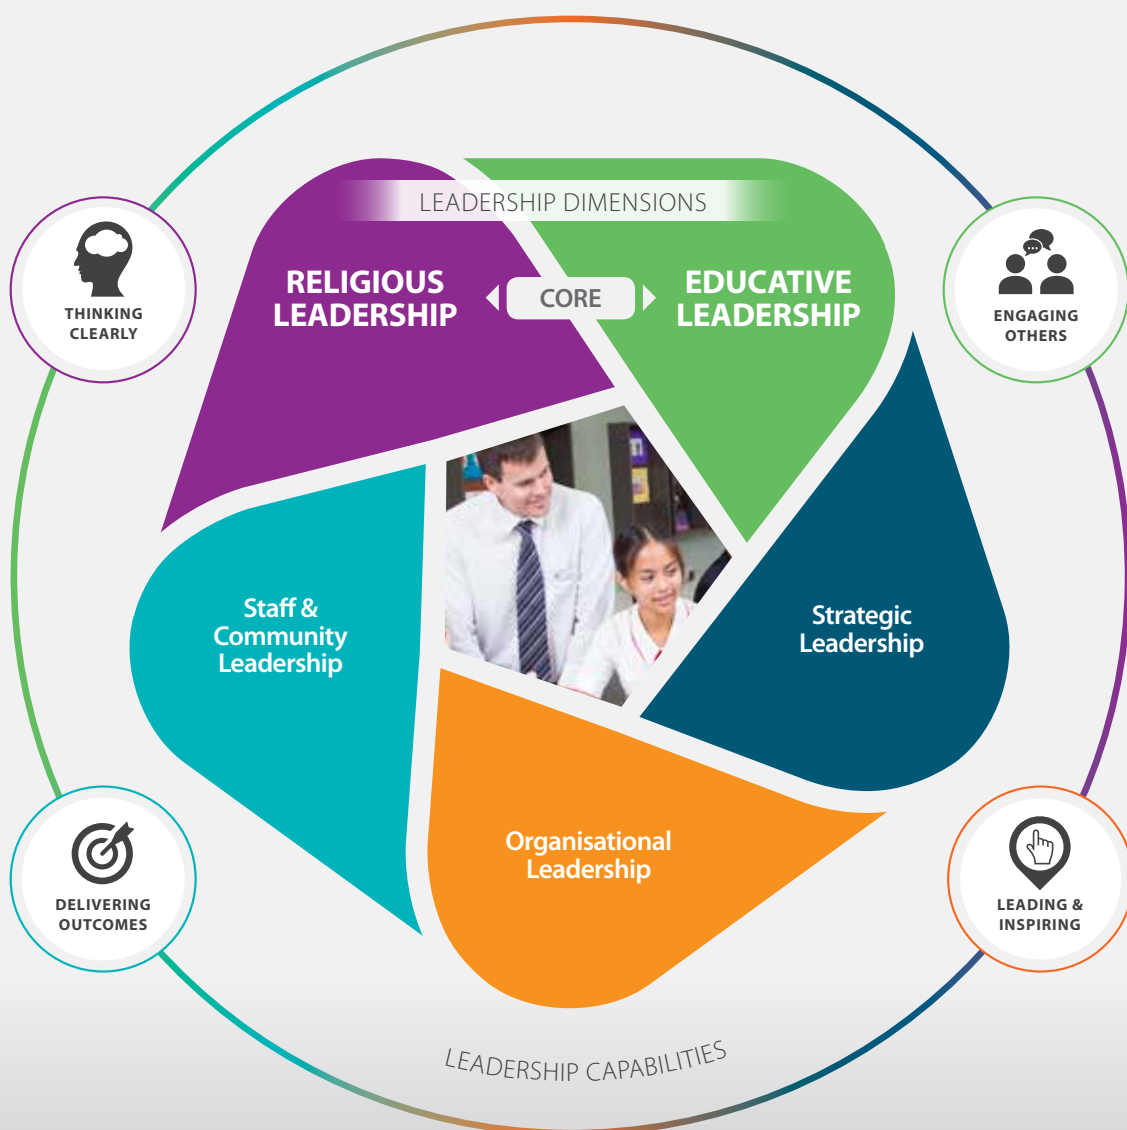 LEADERSHIP DIMENSIONS
RELIGIOUS
LEADERSHIP
CORE
EDUCATIVE
LEADERSHIP
THINKING
CLEARLY
ENGAGING
OTHERS
Staff &
Community
Leadership
Strategic
Leadership
Organisational
Leadership
DELIVERING
OUTCOMES
LEADING &
INSPIRING
LEADERSHIP CAPABILITIES